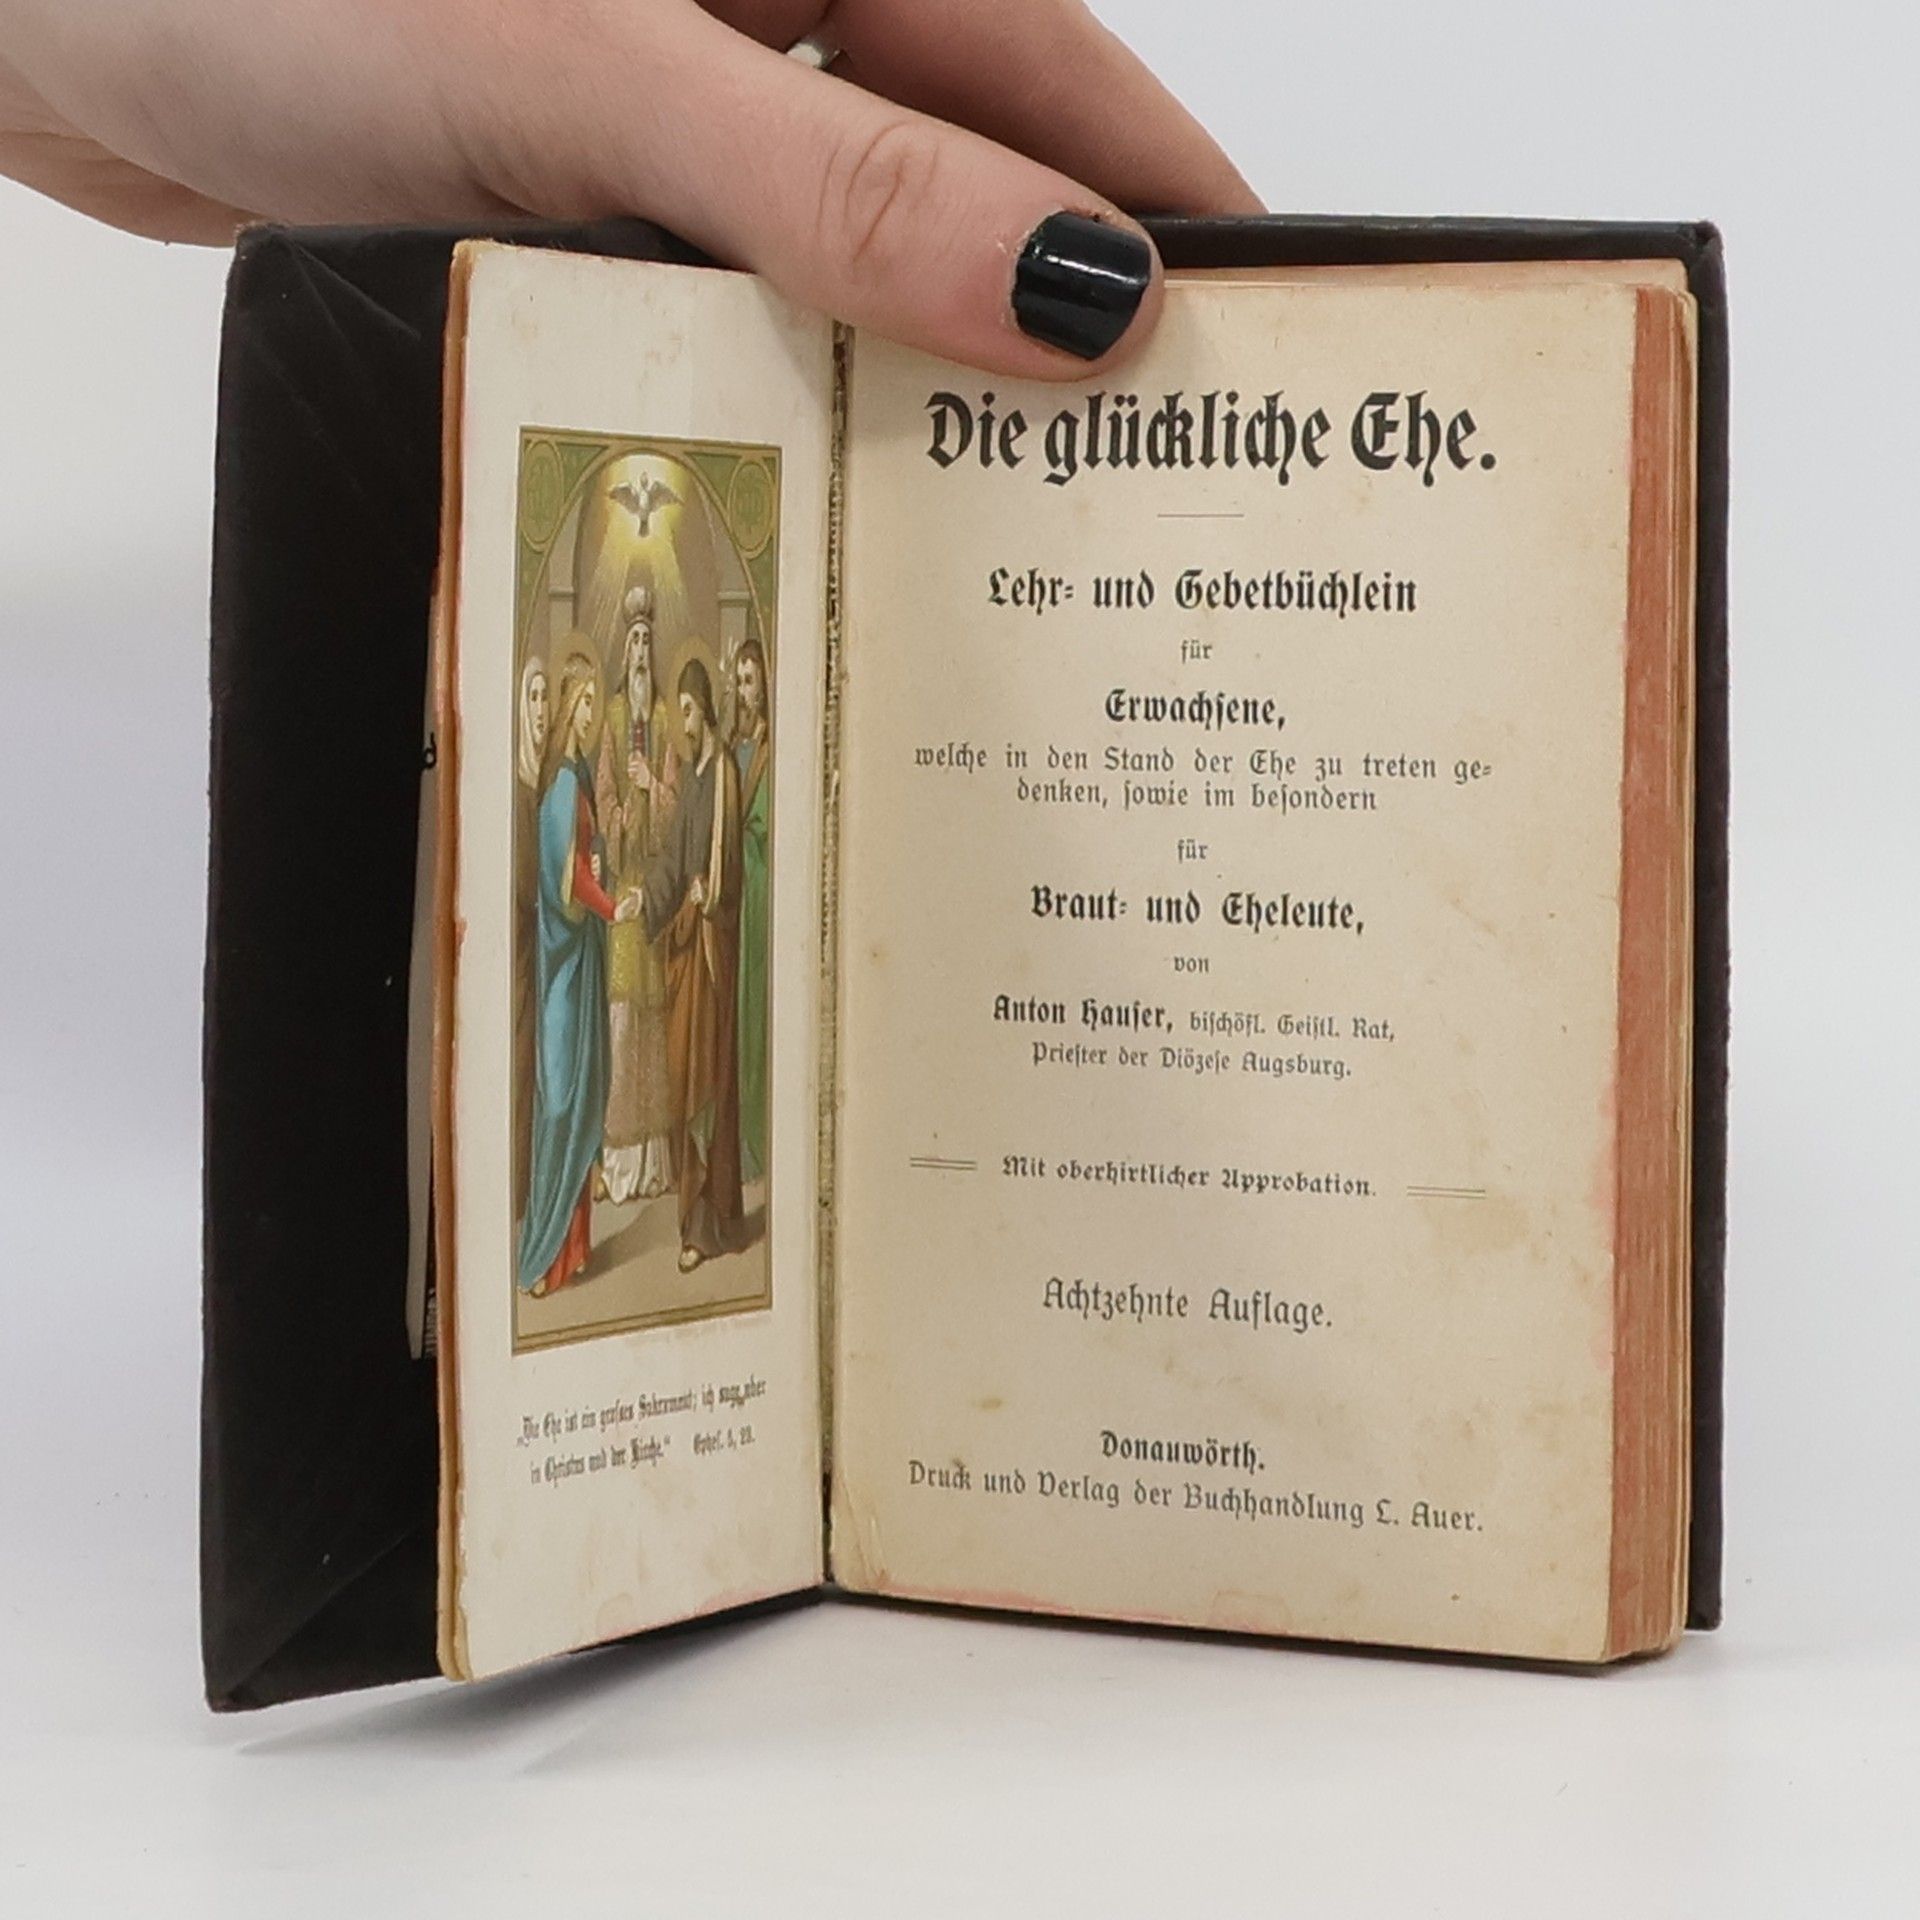 „Die Ehe ist ein großes Sakrament; ich sage aber
in Christus und der Kirche.“ Ephes. 5,
Die glückliche Ehe.
Lehr- und Gebetbüchlein
für
Erwachsene,
welche in den Stand der Ehe zu treten ge-
denken, sowie im besondern
für
Braut- und Eheleute,
von
Anton Hauser, bischöfl. Geistl. Rat,
Priester der Diözese Augsburg.
Mit oberhirtlicher Approbation.
Achtzehnte Auflage.
Donauwörth.
Druck und Verlag der Buchhandlung L. Auer.